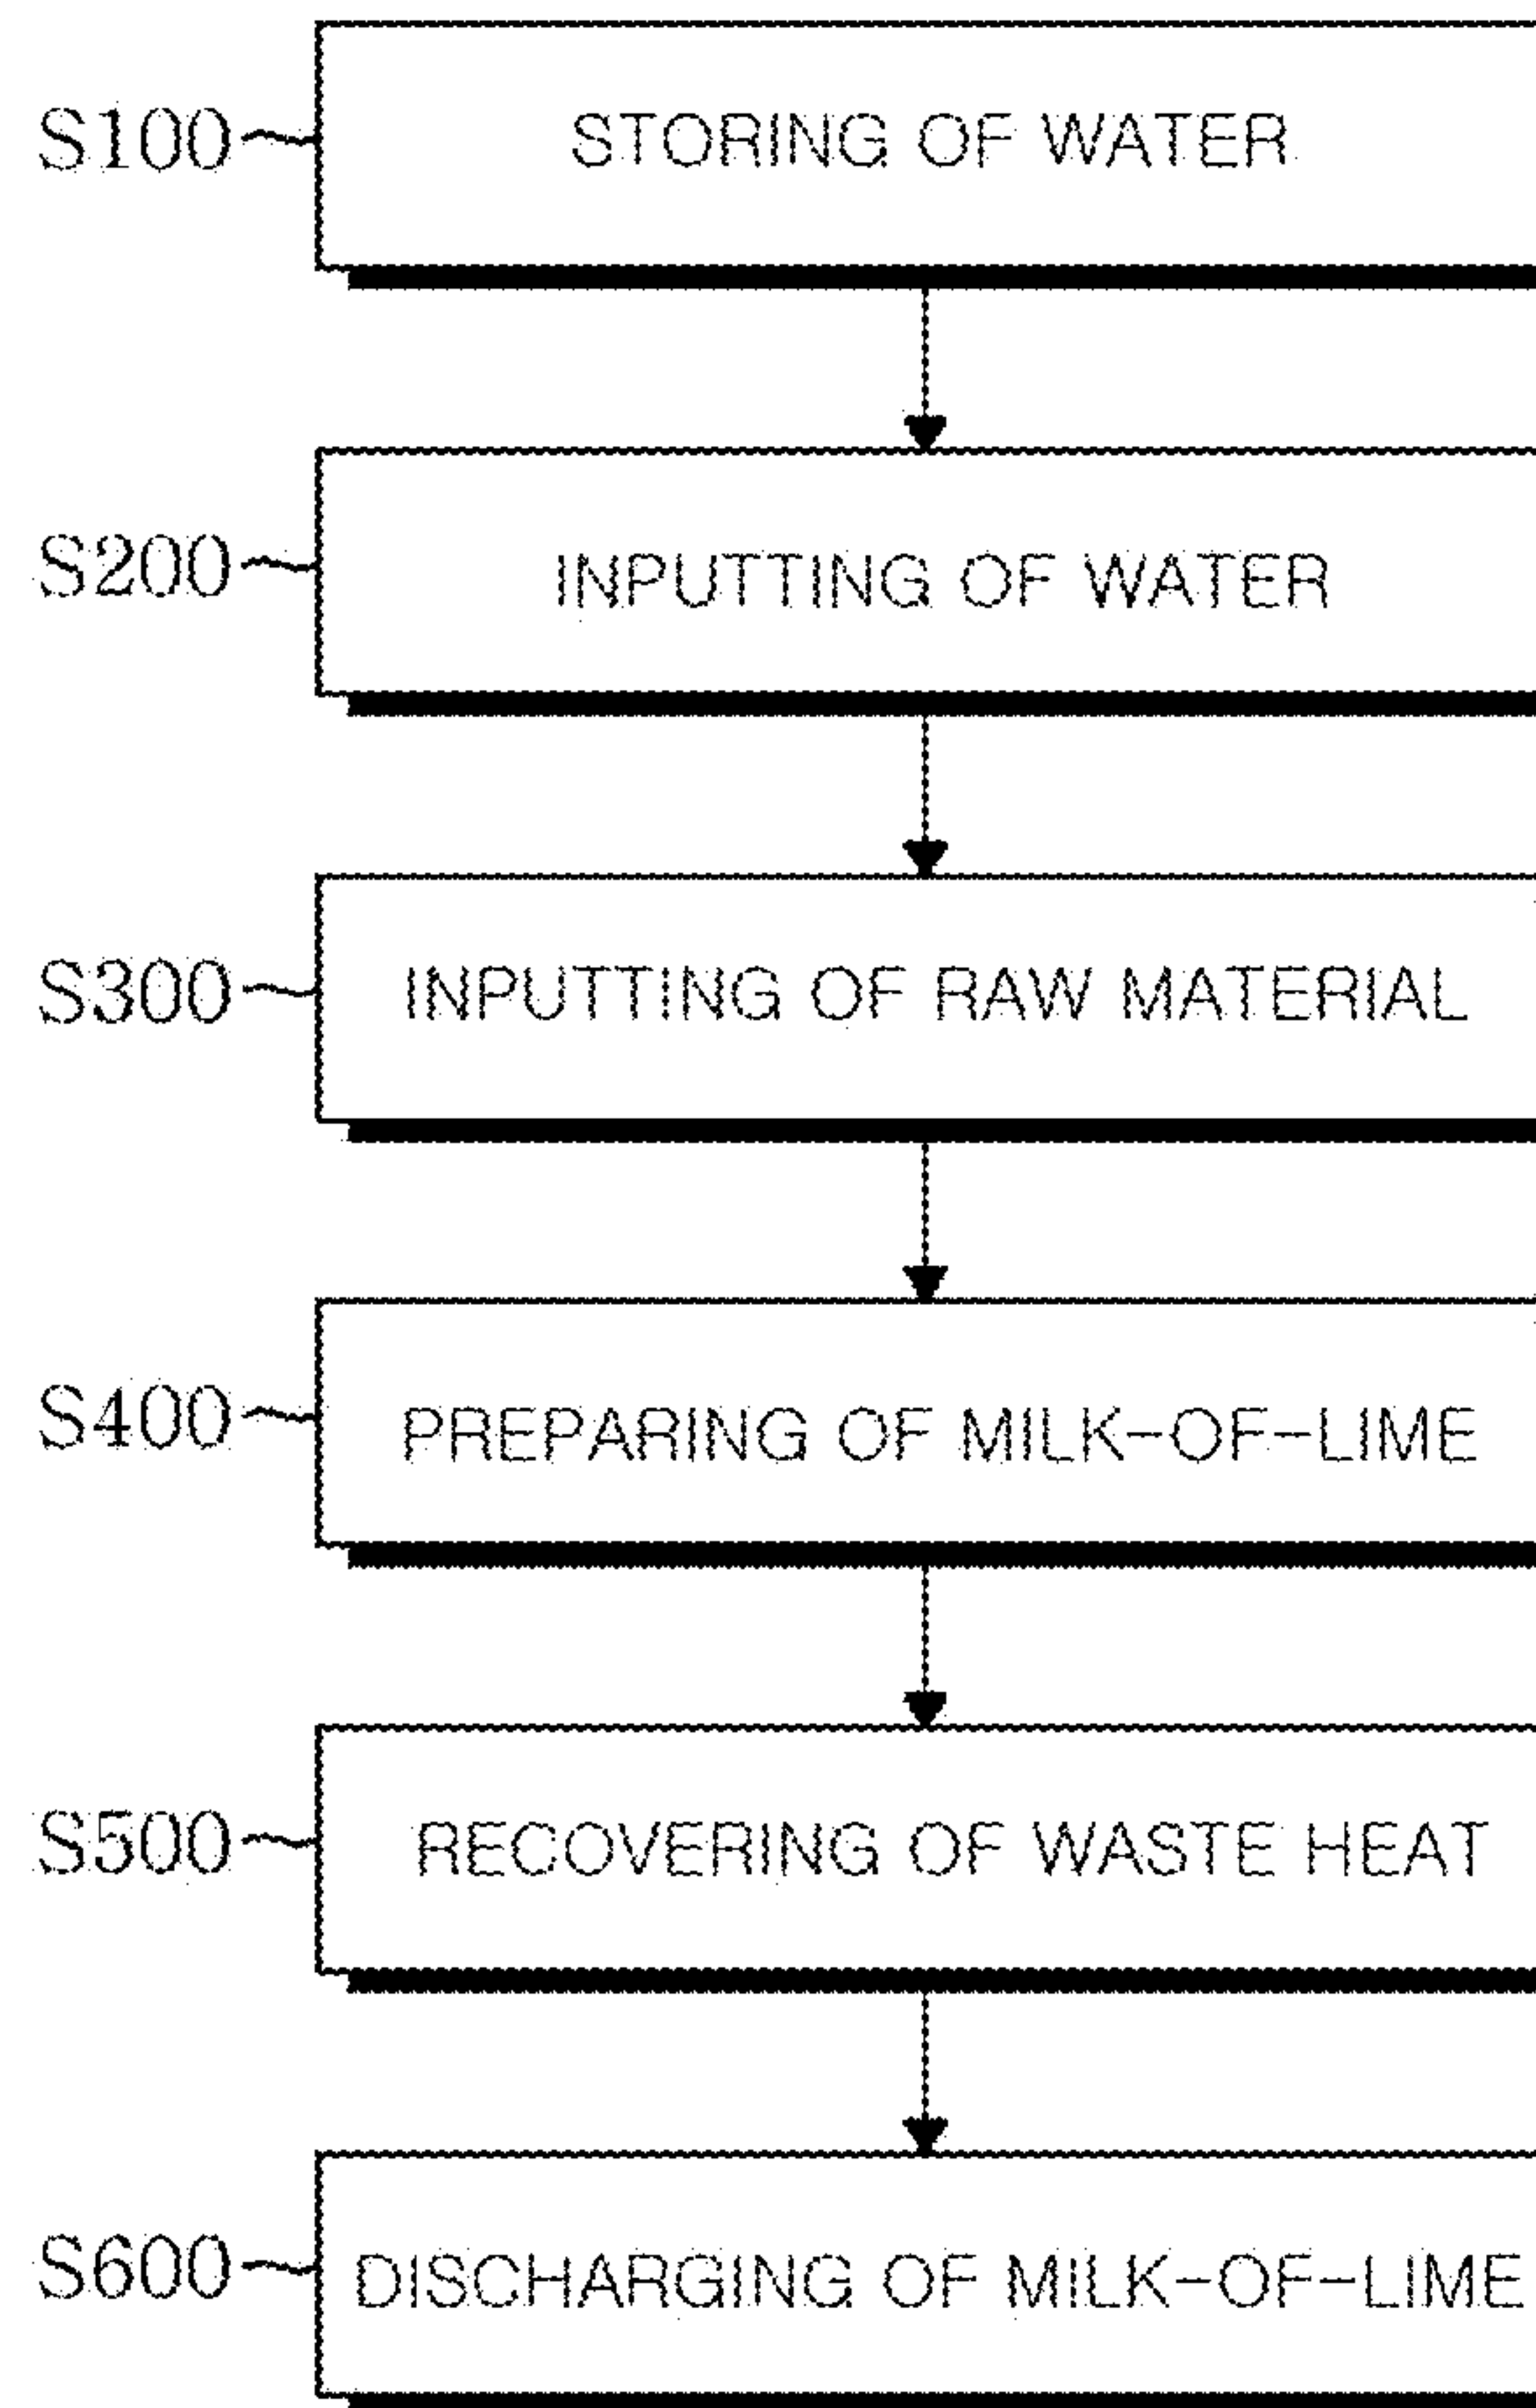 S100 STORING OF WATER
S200 INPUTTING OF WATER
S300 INPUTTING OF RAW MATERIAL
S400 PREPARING OF MILK-OF-LIME
S500 RECOVERING OF WASTE HEAT
S600 DISCHARGING OF MILK-OF-LIME